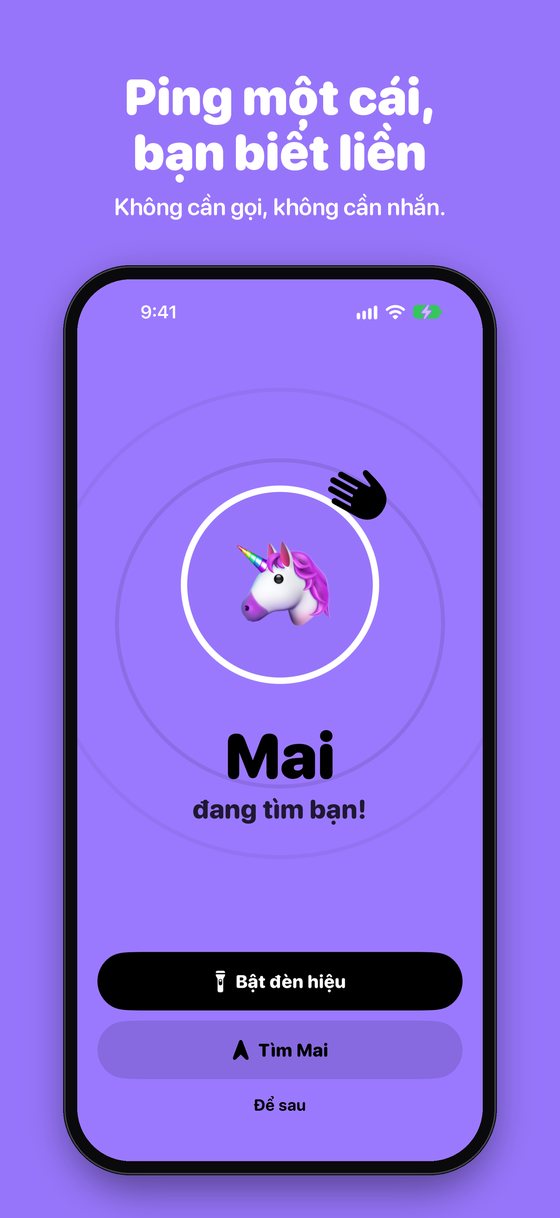 Ping một cái,
bạn biết liền
Không cần gọi, không cần nhắn.
9:41
Mai
đang tìm bạn!
Bật đèn hiệu
Tìm Mai
Để sau